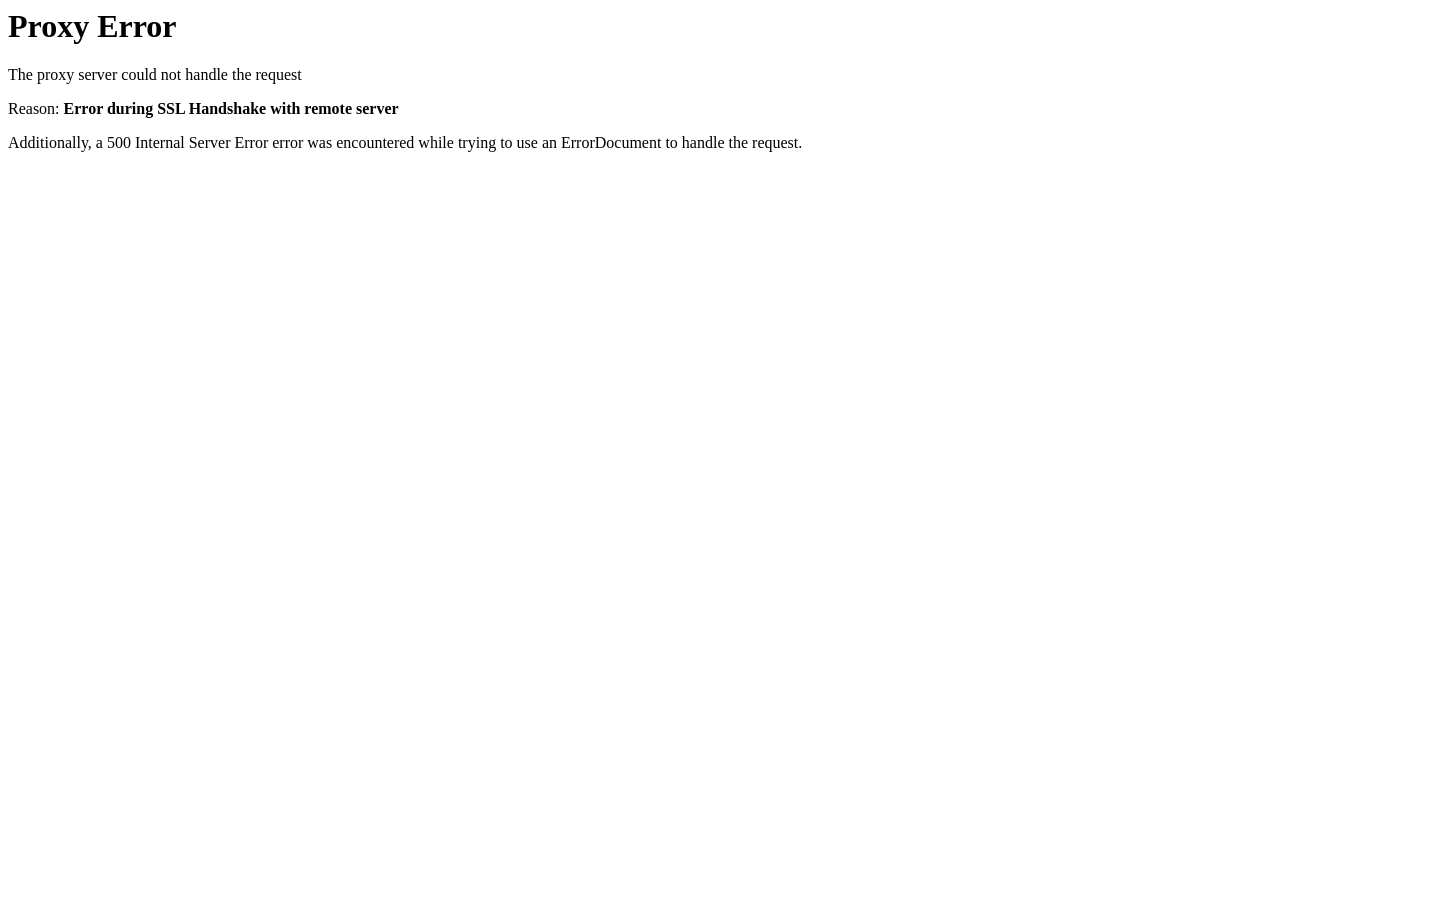 Proxy Error
The proxy server could not handle the request
Reason: Error during SSL Handshake with remote server
Additionally, a 500 Internal Server Error error was encountered while trying to use an ErrorDocument to handle the request.